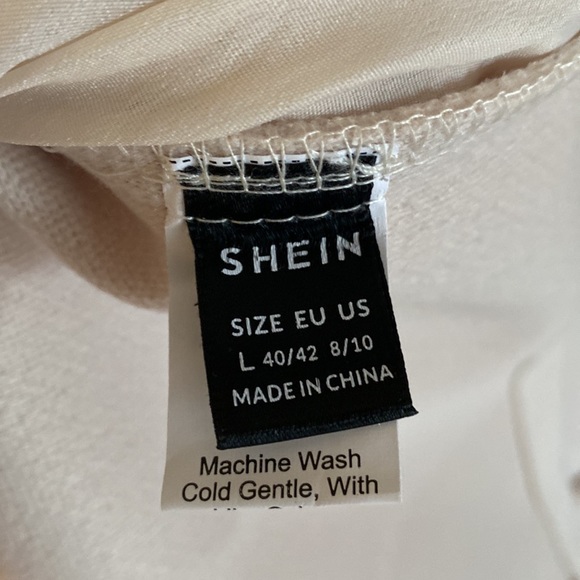 SHEIN
SIZE EU US
L 40/42 8/10
MADE IN CHINA
Machine Wash
Cold Gentle, With